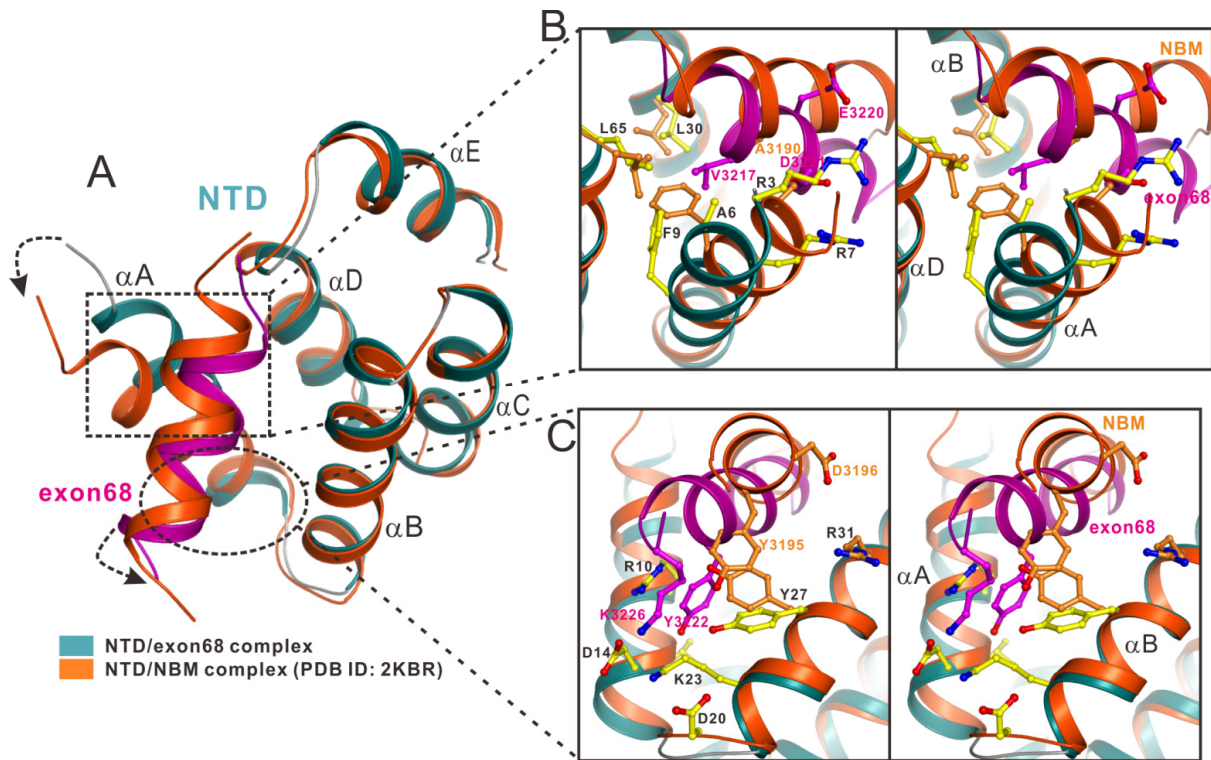 A
NTD
αE
αA
αD
αC
αB
exon68
NTD/exon68 complex
NTD/NBM complex (PDB ID: 2KBR)
B
L65
L30
E3220
A3190
V3217
R3
A6
F9
R7
NBM
αB
exon68
αD
αA
C
D3196
Y3195
R31
R10
Y27
K3226
Y3222
D14
K23
D20
NBM
exon68
αA
αB